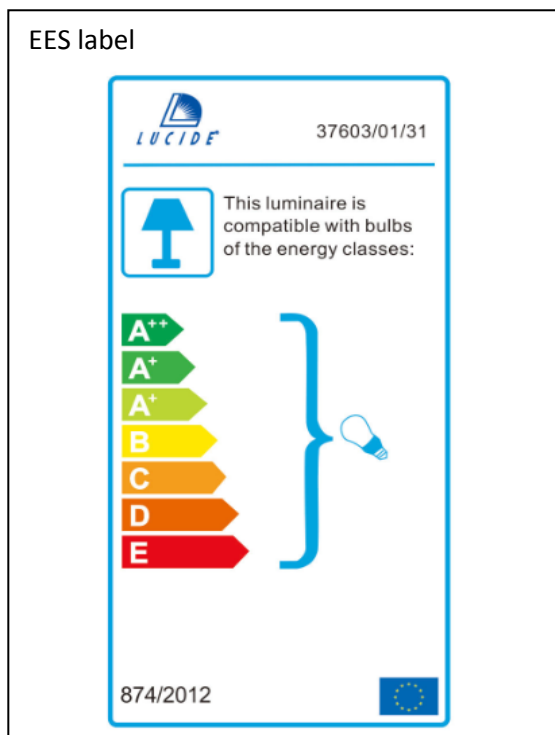 EES label
LUCIDE®
37603/01/31
This luminaire is
compatible with bulbs
of the energy classes:
A++
A+
A+
B
C
D
E
874/2012